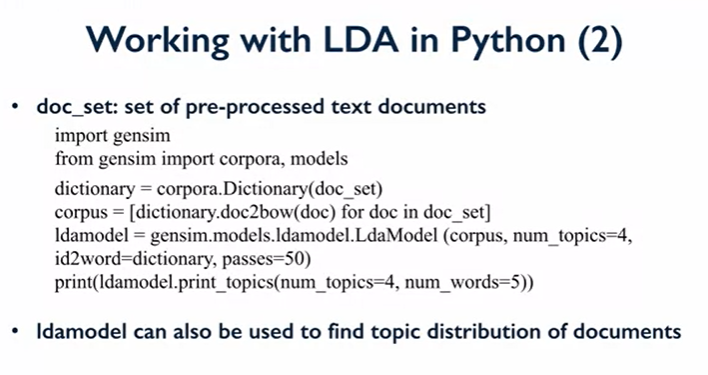 Working with LDA in Python (2)
• doc_set: set of pre-processed text documents
import gensim
from gensim import corpora, models
dictionary = corpora.Dictionary(doc_set)
corpus = [dictionary.doc2bow(doc) for doc in doc_set]
ldamodel = gensim.models.ldamodel.LdaModel (corpus, num_topics=4,
id2word=dictionary, passes=50)
print(ldamodel.print_topics(num_topics=4, num_words=5))
• ldamodel can also be used to find topic distribution of documents